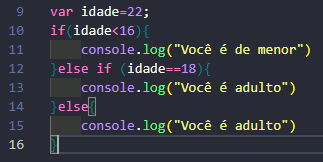 9 var idade=22;
10 if(idade<16){
11 console.log("Você é de menor")
12 }else if (idade==18){
13 console.log("Você é adulto")
14 }else{
15 console.log("Você é adulto")
16 }